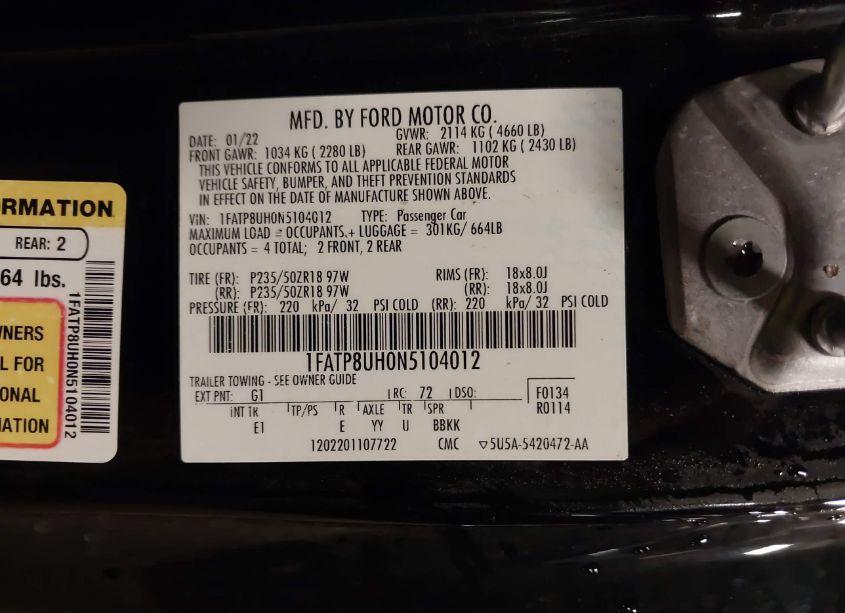 MFD. BY FORD MOTOR CO.
DATE: 01/22 GVWR: 2114 KG ( 4660 LB)
FRONT GAWR: 1034 KG ( 2280 LB) REAR GAWR: 1102 KG ( 2430 LB)
THIS VEHICLE CONFORMS TO ALL APPLICABLE FEDERAL MOTOR
VEHICLE SAFETY, BUMPER, AND THEFT PREVENTION STANDARDS
IN EFFECT ON THE DATE OF MANUFACTURE SHOWN ABOVE.
VIN: 1FATP8UH0N5104012 TYPE: Passenger Car
MAXIMUM LOAD = OCCUPANTS + LUGGAGE = 301KG/ 664LB
OCCUPANTS = 4 TOTAL; 2 FRONT, 2 REAR
TIRE (FR): P235/50ZR18 97W RIMS (FR): 18x8.0J
(RR): P235/50ZR18 97W (RR): 18x8.0J
PRESSURE (FR): 220 kPa/ 32 PSI COLD (RR): 220 kPa/ 32 PSI COLD
1FATP8UH0N5104012
TRAILER TOWING - SEE OWNER GUIDE
EXT PNT: G1 RC: 72 DSO: F0134
R0114
INT TR TP/PS R AXLE TR SPR
E1 E YY U BBKK
1202201107722 CMC ▽5U5A-5420472-AA
ORMATION
REAR: 2
64 lbs.
WNERS
L FOR
IONAL
MATION
1FATP8UH0N5104012